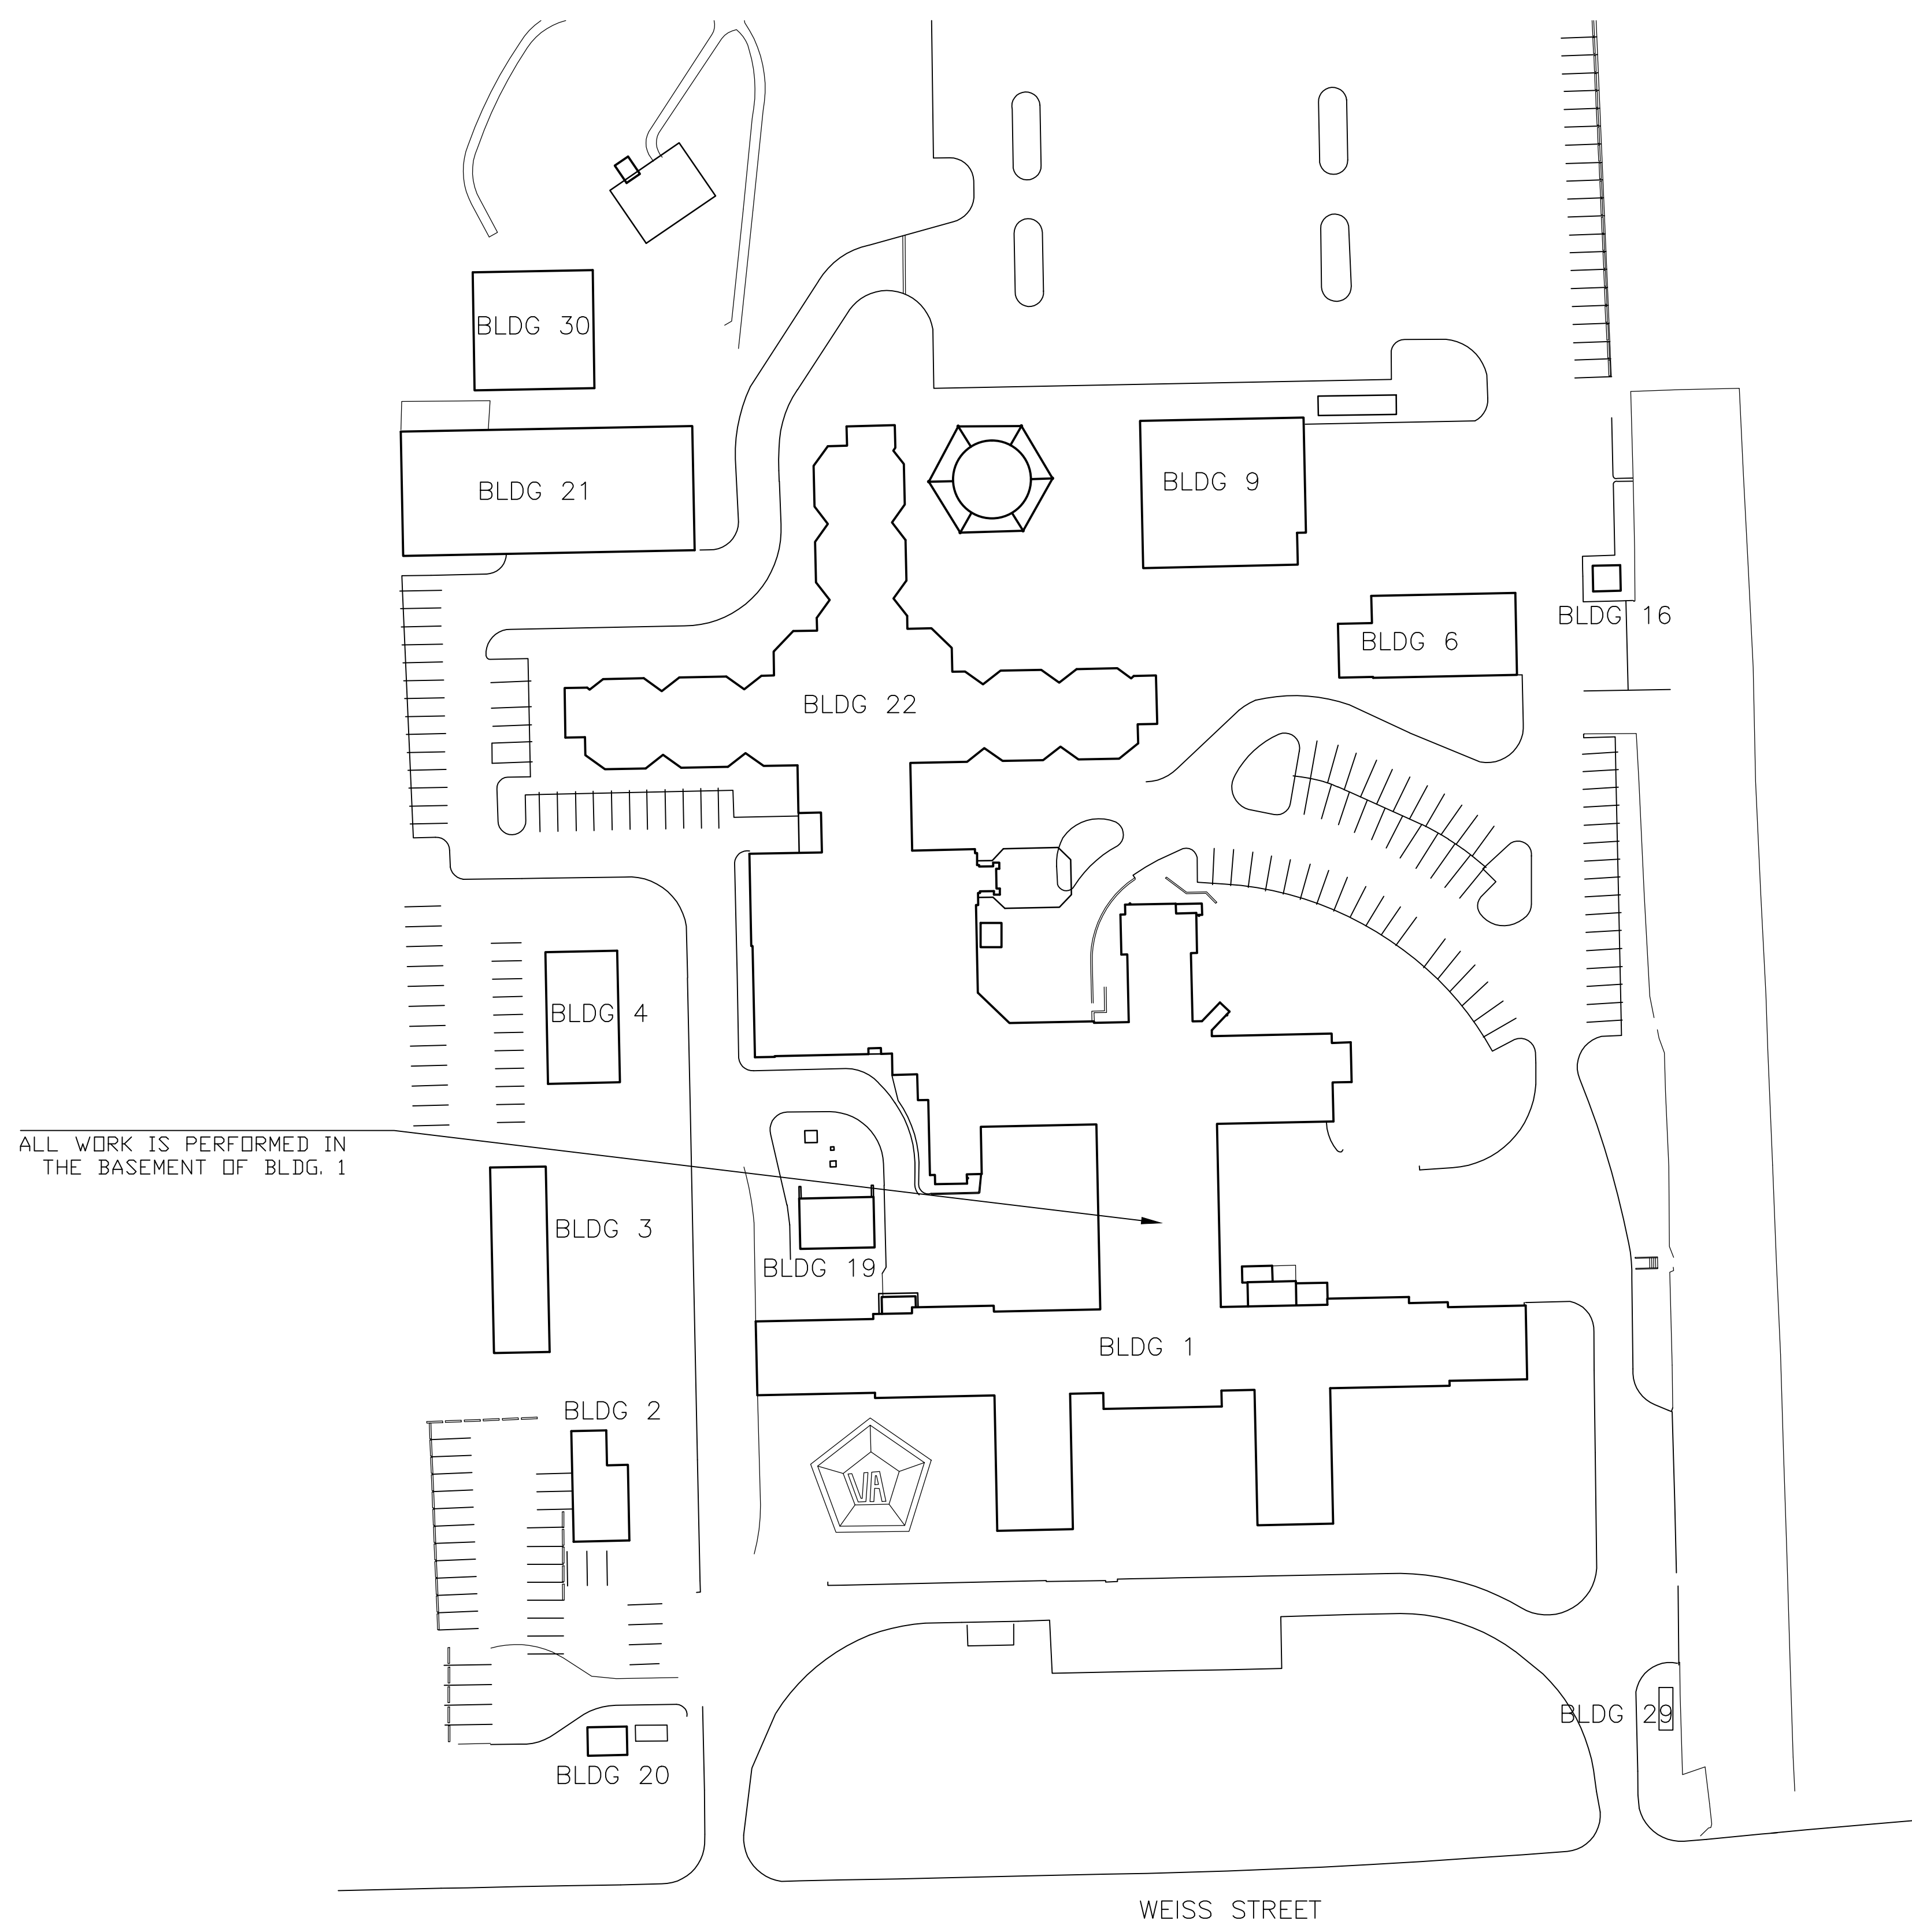 BLDG 30
BLDG 21
BLDG 9
BLDG 16
BLDG 6
BLDG 22
BLDG 4
ALL WORK IS PERFORMED IN
THE BASEMENT OF BLDG. 1
BLDG 3
BLDG 19
BLDG 1
BLDG 2
VA
BLDG 29
BLDG 20
WEISS STREET